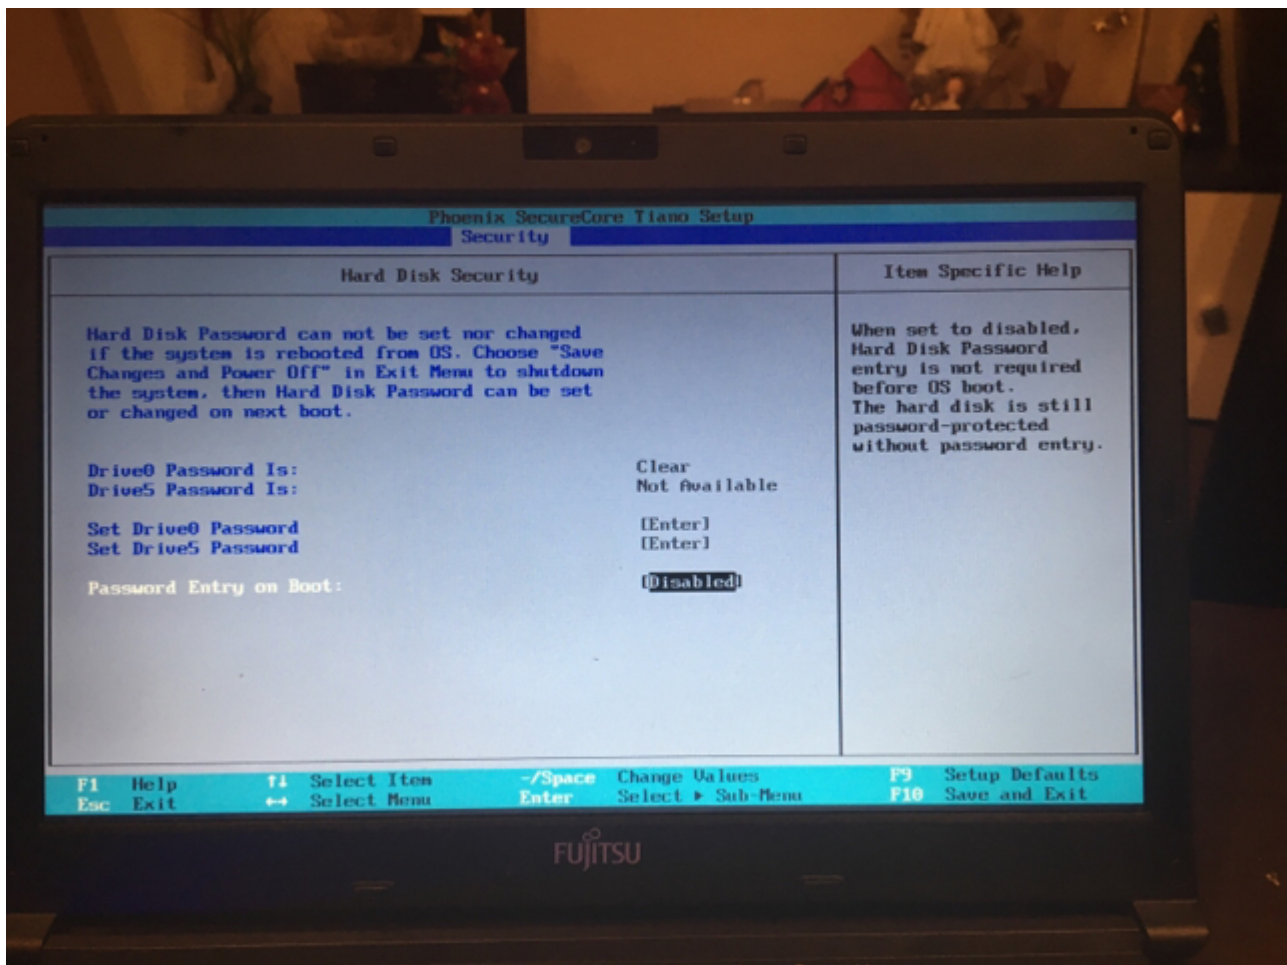 Phoenix SecureCore Tiano Setup
Security
Hard Disk Security
Item Specific Help
Hard Disk Password can not be set nor changed
if the system is rebooted from OS. Choose "Save
Changes and Power Off" in Exit Menu to shutdown
the system, then Hard Disk Password can be set
or changed on next boot.
Drive0 Password Is: Clear
Drive5 Password Is: Not Available
Set Drive0 Password [Enter]
Set Drive5 Password [Enter]
Password Entry on Boot: [Disabled]
When set to disabled,
Hard Disk Password
entry is not required
before OS boot.
The hard disk is still
password-protected
without password entry.
F1 Help ↑↓ Select Item -/Space Change Values F9 Setup Defaults
Esc Exit ↔ Select Menu Enter Select ▶ Sub-Menu F10 Save and Exit
FUJITSU